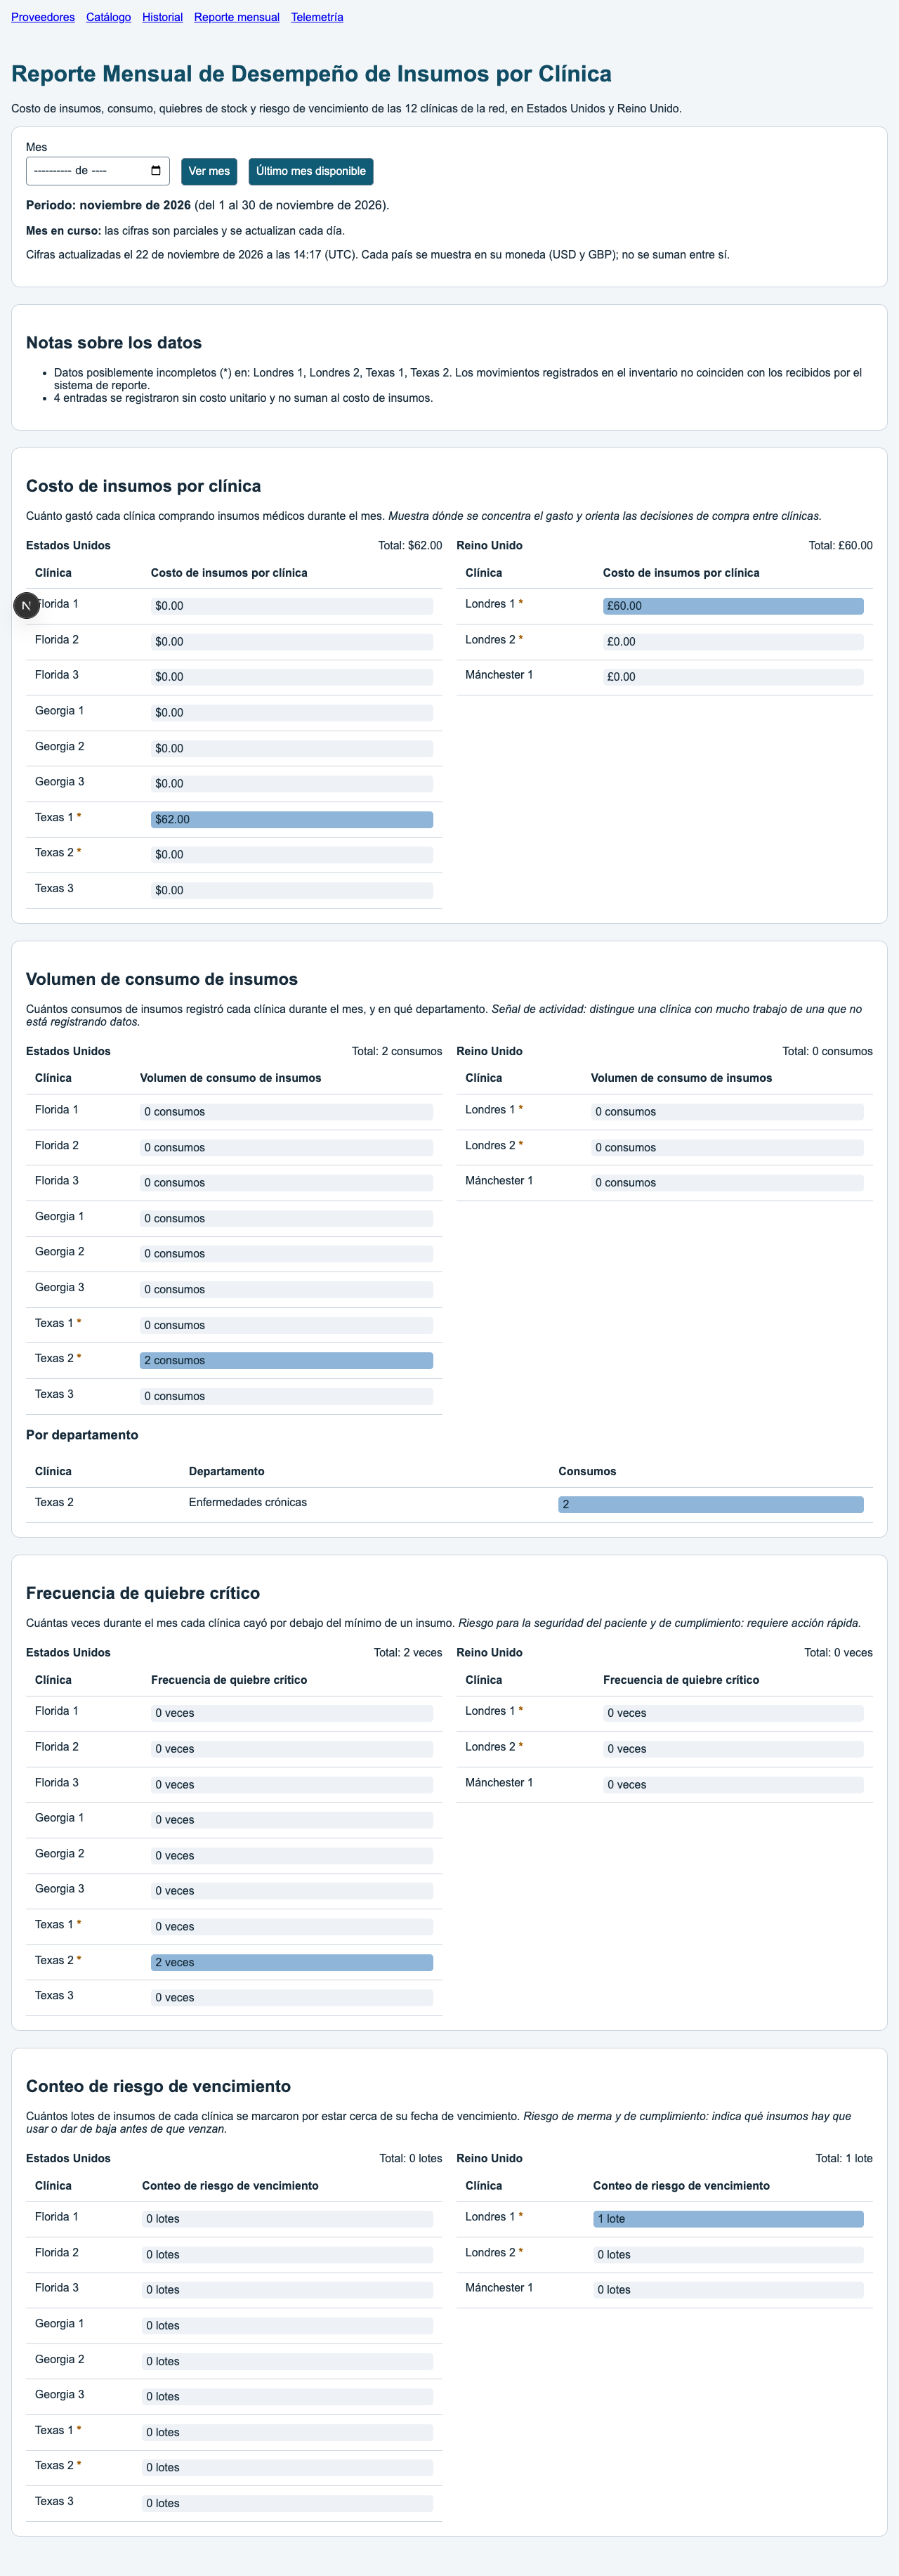 Proveedores Catálogo Historial Reporte mensual Telemetría
Reporte Mensual de Desempeño de Insumos por Clínica
Costo de insumos, consumo, quiebres de stock y riesgo de vencimiento de las 12 clínicas de la red, en Estados Unidos y Reino Unido.
Mes
---------- de ---- Ver mes Último mes disponible
Periodo: noviembre de 2026 (del 1 al 30 de noviembre de 2026).
Mes en curso: las cifras son parciales y se actualizan cada día.
Cifras actualizadas el 22 de noviembre de 2026 a las 14:17 (UTC). Cada país se muestra en su moneda (USD y GBP); no se suman entre sí.
Notas sobre los datos
• Datos posiblemente incompletos (*) en: Londres 1, Londres 2, Texas 1, Texas 2. Los movimientos registrados en el inventario no coinciden con los recibidos por el
sistema de reporte.
• 4 entradas se registraron sin costo unitario y no suman al costo de insumos.
Costo de insumos por clínica
Cuánto gastó cada clínica comprando insumos médicos durante el mes. Muestra dónde se concentra el gasto y orienta las decisiones de compra entre clínicas.
Estados Unidos Total: $62.00
Clínica Costo de insumos por clínica
N
Florida 1 $0.00
Florida 2 $0.00
Florida 3 $0.00
Georgia 1 $0.00
Georgia 2 $0.00
Georgia 3 $0.00
Texas 1 * $62.00
Texas 2 * $0.00
Texas 3 $0.00
Reino Unido Total: £60.00
Clínica Costo de insumos por clínica
Londres 1 * £60.00
Londres 2 * £0.00
Mánchester 1 £0.00
Volumen de consumo de insumos
Cuántos consumos de insumos registró cada clínica durante el mes, y en qué departamento. Señal de actividad: distingue una clínica con mucho trabajo de una que no
está registrando datos.
Estados Unidos Total: 2 consumos
Clínica Volumen de consumo de insumos
Florida 1 0 consumos
Florida 2 0 consumos
Florida 3 0 consumos
Georgia 1 0 consumos
Georgia 2 0 consumos
Georgia 3 0 consumos
Texas 1 * 0 consumos
Texas 2 * 2 consumos
Texas 3 0 consumos
Reino Unido Total: 0 consumos
Clínica Volumen de consumo de insumos
Londres 1 * 0 consumos
Londres 2 * 0 consumos
Mánchester 1 0 consumos
Por departamento
Clínica Departamento Consumos
Texas 2 Enfermedades crónicas 2
Frecuencia de quiebre crítico
Cuántas veces durante el mes cada clínica cayó por debajo del mínimo de un insumo. Riesgo para la seguridad del paciente y de cumplimiento: requiere acción rápida.
Estados Unidos Total: 2 veces
Clínica Frecuencia de quiebre crítico
Florida 1 0 veces
Florida 2 0 veces
Florida 3 0 veces
Georgia 1 0 veces
Georgia 2 0 veces
Georgia 3 0 veces
Texas 1 * 0 veces
Texas 2 * 2 veces
Texas 3 0 veces
Reino Unido Total: 0 veces
Clínica Frecuencia de quiebre crítico
Londres 1 * 0 veces
Londres 2 * 0 veces
Mánchester 1 0 veces
Conteo de riesgo de vencimiento
Cuántos lotes de insumos de cada clínica se marcaron por estar cerca de su fecha de vencimiento. Riesgo de merma y de cumplimiento: indica qué insumos hay que
usar o dar de baja antes de que venzan.
Estados Unidos Total: 0 lotes
Clínica Conteo de riesgo de vencimiento
Florida 1 0 lotes
Florida 2 0 lotes
Florida 3 0 lotes
Georgia 1 0 lotes
Georgia 2 0 lotes
Georgia 3 0 lotes
Texas 1 * 0 lotes
Texas 2 * 0 lotes
Texas 3 0 lotes
Reino Unido Total: 1 lote
Clínica Conteo de riesgo de vencimiento
Londres 1 * 1 lote
Londres 2 * 0 lotes
Mánchester 1 0 lotes